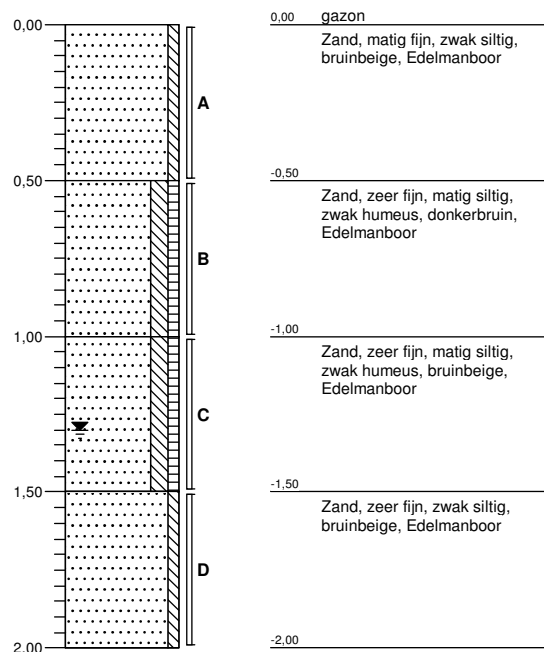 0,00
0,50
1,00
1,50
2,00
A
B
C
D
0,00 gazon
Zand, matig fijn, zwak siltig,
bruinbeige, Edelmanboor
-0,50
Zand, zeer fijn, matig siltig,
zwak humeus, donkerbruin,
Edelmanboor
-1,00
Zand, zeer fijn, matig siltig,
zwak humeus, bruinbeige,
Edelmanboor
-1,50
Zand, zeer fijn, zwak siltig,
bruinbeige, Edelmanboor
-2,00